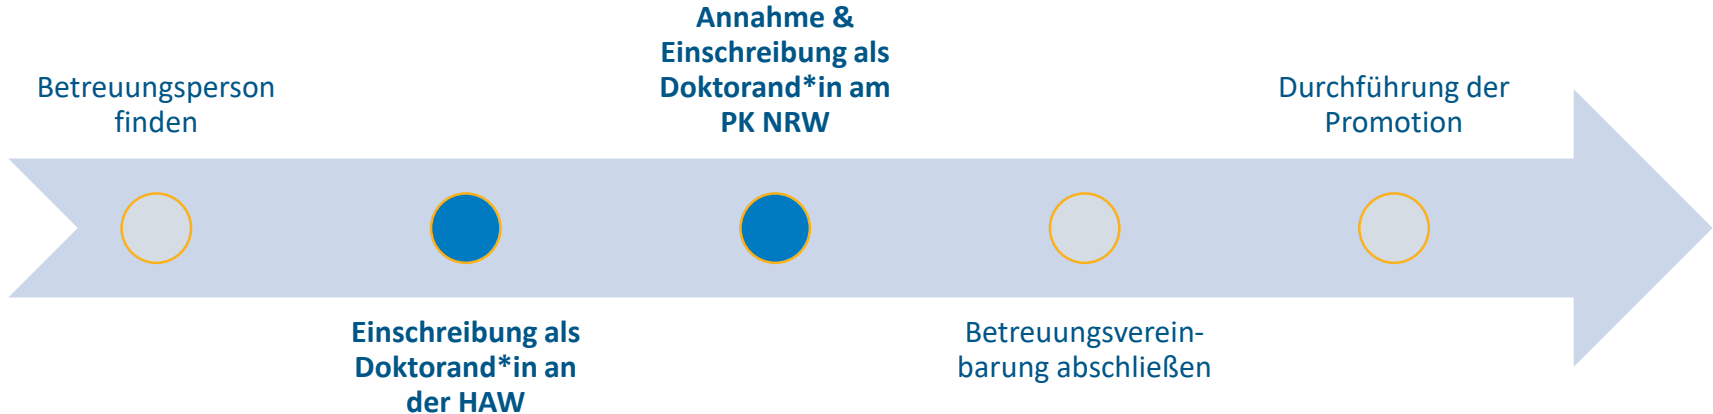 Betreuungsperson
finden
Einschreibung als
Doktorand*in an
der HAW
Annahme &
Einschreibung als
Doktorand*in am
PK NRW
Betreuungsverein-
barung abschließen
Durchführung der
Promotion